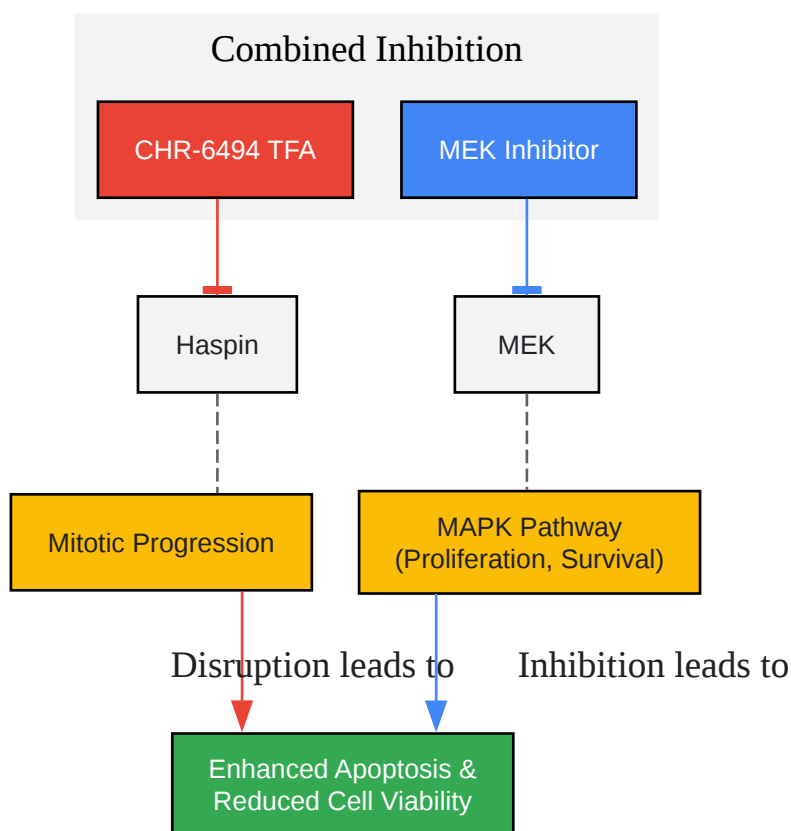 Combined Inhibition
CHR-6494 TFA
MEK Inhibitor
Haspin
MEK
Mitotic Progression
MAPK Pathway
(Proliferation, Survival)
Disruption leads to
Inhibition leads to
Enhanced Apoptosis &
Reduced Cell Viability